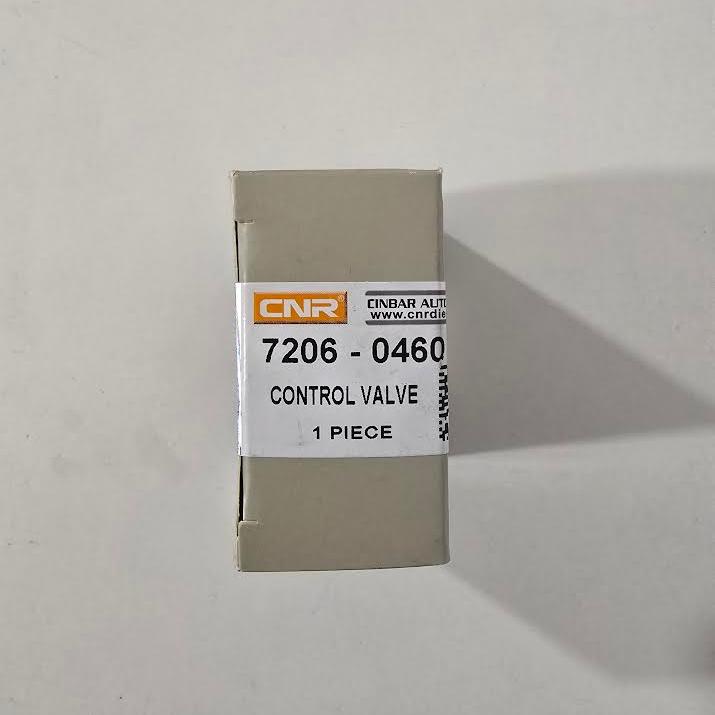 CNR®
CINBAR AUTO
www.cnrdie
7206 - 0460
CONTROL VALVE
1 PIECE